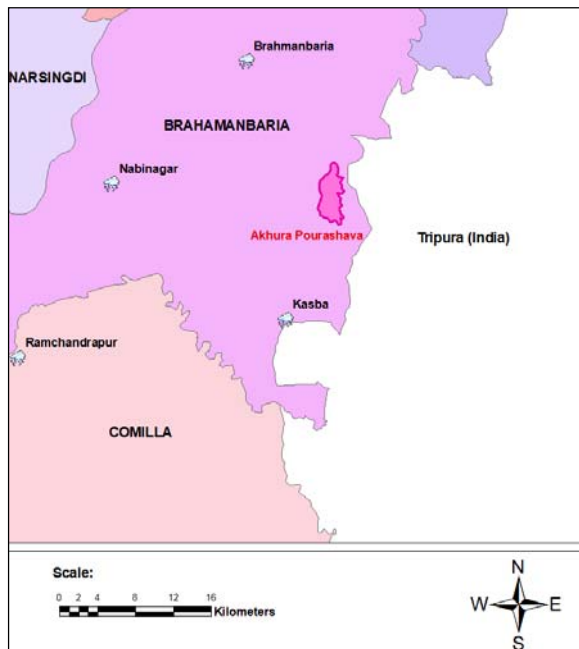 Brahmanbaria
NARSINGDI
BRAHAMANBARIA
Nabinagar
Akhura Pourashava
Tripura (India)
Kasba
Ramchandrapur
COMILLA
Scale:
0 2 4 8 12 16
Kilometers
N
W E
S